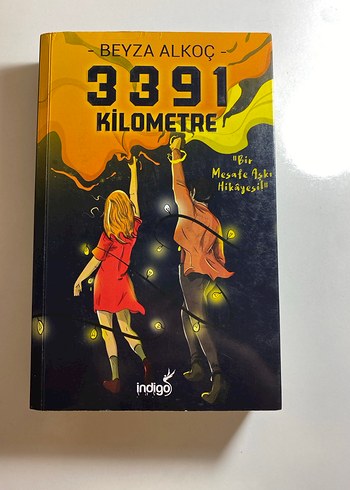 - BEYZA ALKOÇ -
3391
KİLOMETRE
"Bir
Mesafe Aşkı
Hikâyesi!"
indigo